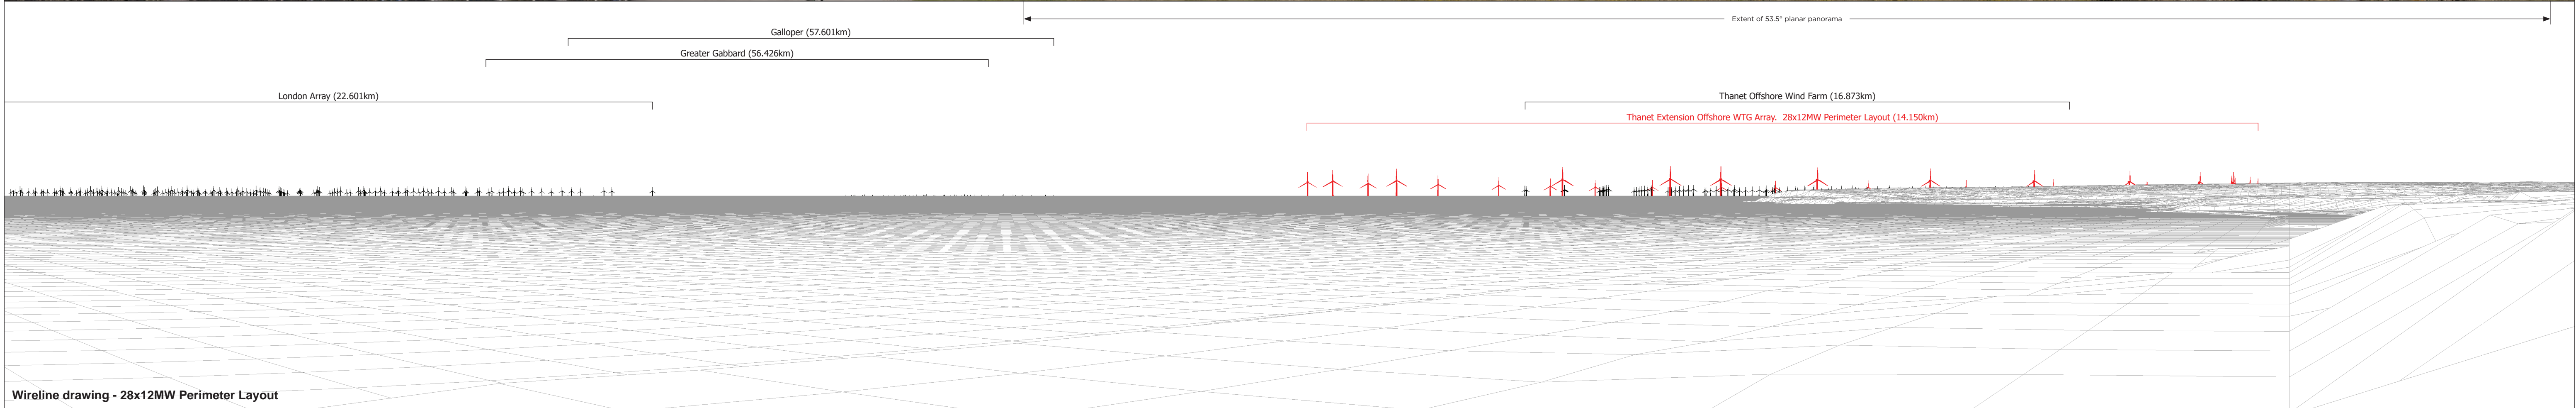 Extent of 53.5° planar panorama
Galloper (57.601km)
Greater Gabbard (56.426km)
London Array (22.601km)
Thanet Offshore Wind Farm (16.873km)
Thanet Extension Offshore WTG Array. 28x12MW Perimeter Layout (14.150km)
Wireline drawing - 28x12MW Perimeter Layout